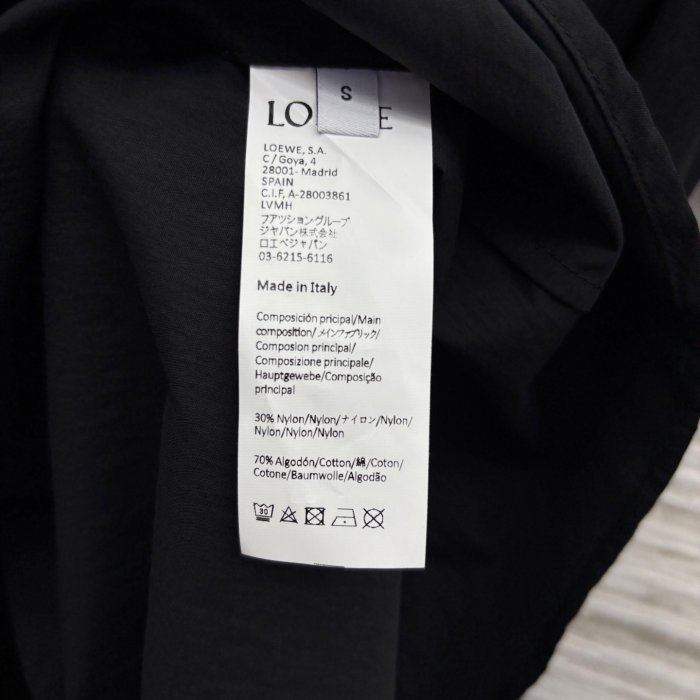 S
LO E
LOEWE, S.A.
C / Goya, 4
28001- Madrid
SPAIN
C.I.F, A-28003861
LVMH
フアツショングループ
ジヤパン株式会社
ロエベジャパン
03-6215-6116
Made in Italy
Composición pricipal/Main
composition/メインファブリック/
Composion principal/
Composizione principale/
Hauptgewebe/Composição
principal
30% Nylon/Nylon/ナイロン/Nylon/
Nylon/Nylon/Nylon
70% Algodón/Cotton/綿/Coton/
Cotone/Baumwolle/Algodão
30